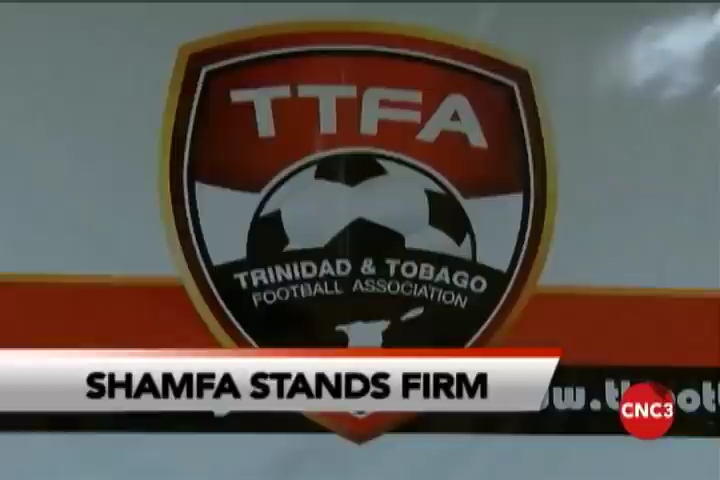 TTFA
TRINIDAD & TOBAGO
FOOTBALL ASSOCIATION
SHAMFA STANDS FIRM
CNC3